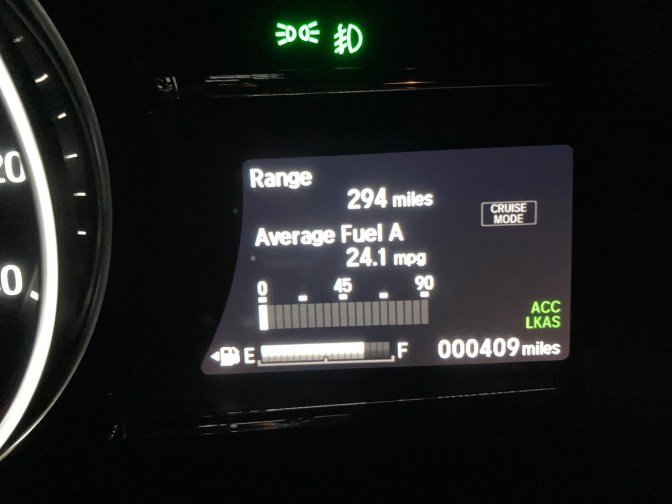 Range
294 miles
CRUISE
MODE
Average Fuel A
24.1 mpg
0 45 90
ACC
LKAS
E F 000409 miles